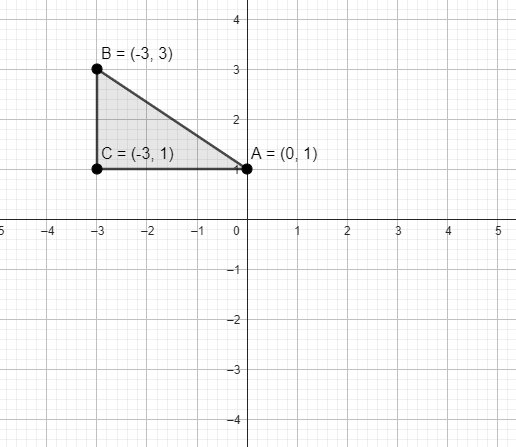 4
B = (-3, 3)
3
2
C = (-3, 1)
A = (0, 1)
1
5 −4 −3 −2 −1 0 1 2 3 4 5
−1
−2
−3
−4